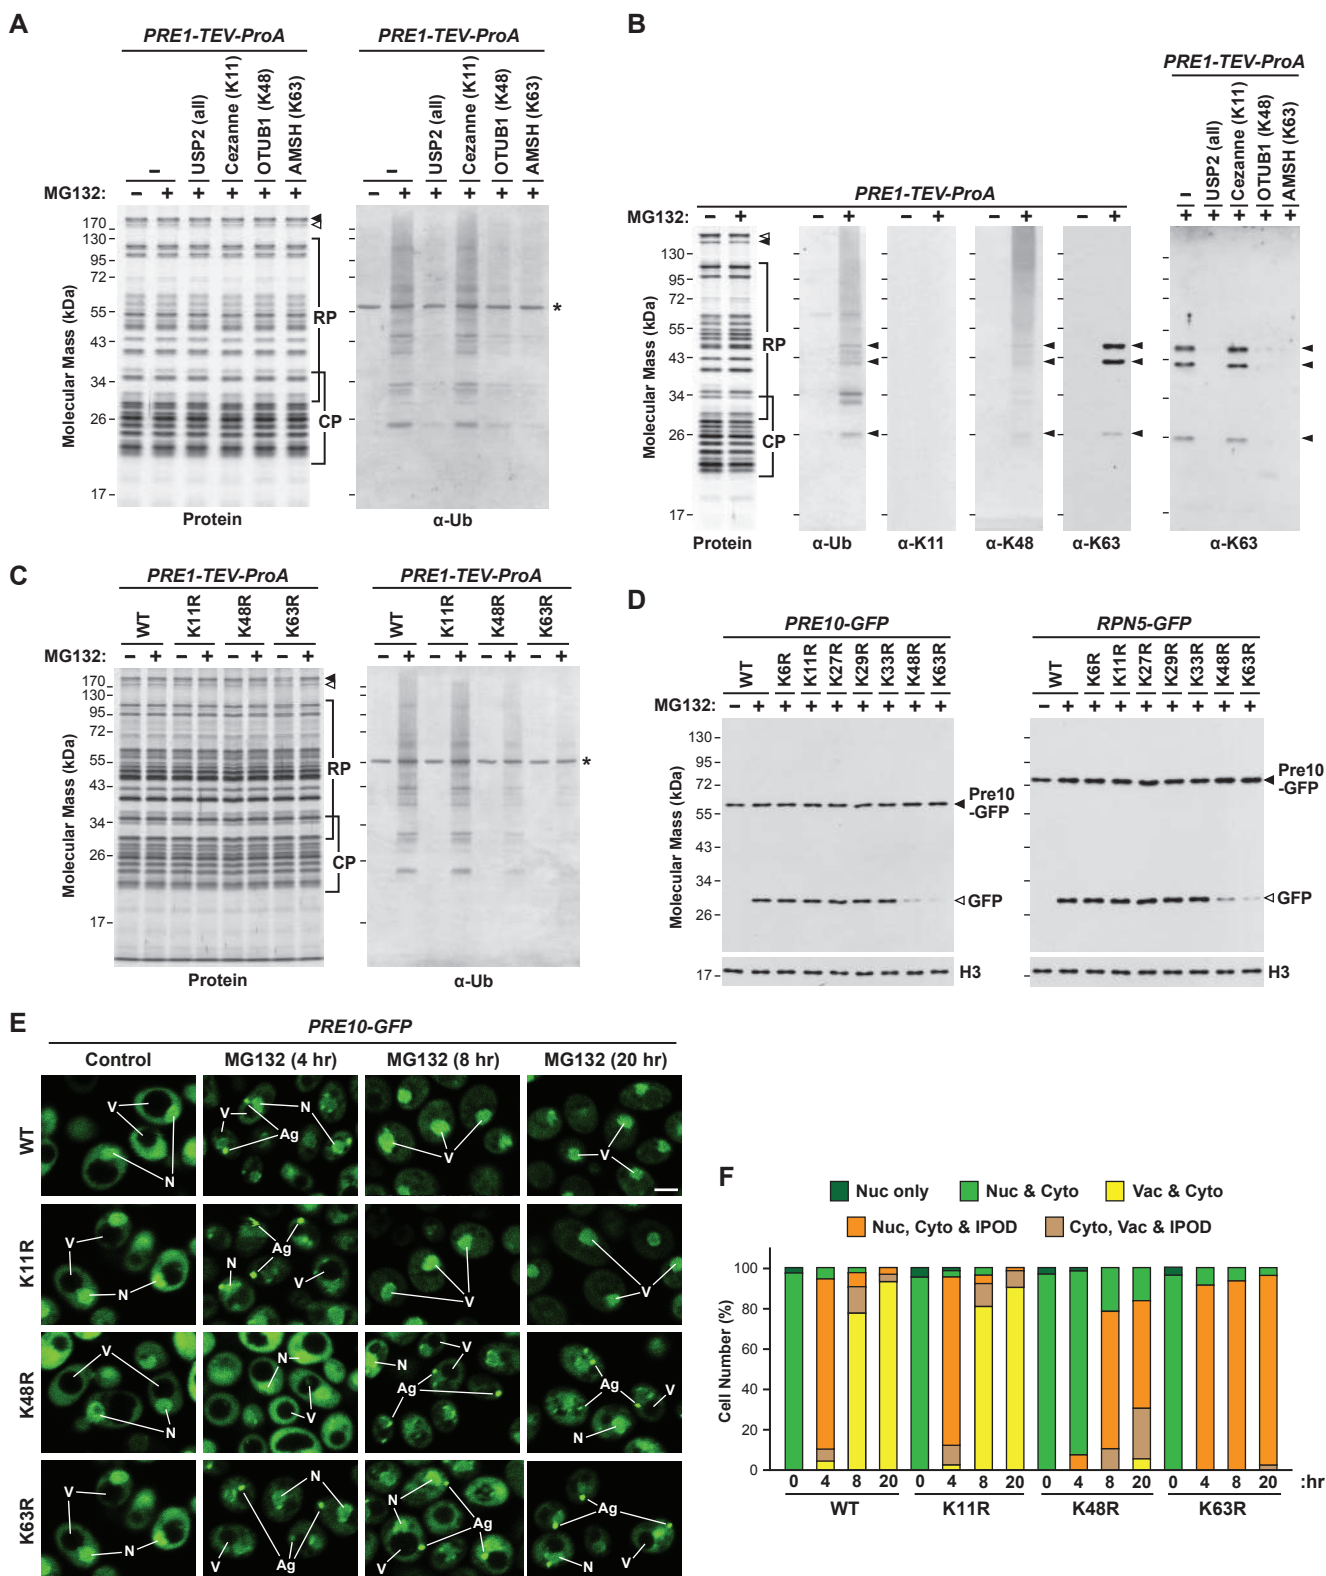 A
PRE1-TEV-ProA
– USP2 (all) Cezanne (K11) OTUB1 (K48) AMSH (K63)
MG132: – + + + + +
Molecular Mass (kDa)
170
130
95
72
55
43
34
26
17
RP
CP
Protein
PRE1-TEV-ProA
– USP2 (all) Cezanne (K11) OTUB1 (K48) AMSH (K63)
– + + + + +
*
α-Ub
B
PRE1-TEV-ProA
MG132: – + – + – + – + – +
Molecular Mass (kDa)
130
95
72
55
43
34
26
17
RP
CP
Protein
α-Ub
α-K11
α-K48
α-K63
PRE1-TEV-ProA
– USP2 (all) Cezanne (K11) OTUB1 (K48) AMSH (K63)
+ + + + +
α-K63
C
PRE1-TEV-ProA
WT K11R K48R K63R
MG132: – + – + – + – +
Molecular Mass (kDa)
170
130
95
72
55
43
34
26
17
RP
CP
Protein
PRE1-TEV-ProA
WT K11R K48R K63R
– + – + – + – +
*
α-Ub
D
PRE10-GFP
WT K6R K11R K27R K29R K33R K48R K63R
MG132: – + + + + + + +
Molecular Mass (kDa)
130
95
72
55
43
34
26
17
Pre10
-GFP
GFP
H3
RPN5-GFP
WT K6R K11R K27R K29R K33R K48R K63R
– + + + + + + +
Pre10
-GFP
GFP
H3
E
PRE10-GFP
Control MG132 (4 hr) MG132 (8 hr) MG132 (20 hr)
WT
V N
V N Ag
V
V
K11R
V N
Ag N V
V
V
K48R
V N
N V
V N Ag
Ag V N
K63R
V N
N V Ag
N Ag V
Ag N V
F
Nuc only Nuc & Cyto Vac & Cyto
Nuc, Cyto & IPOD Cyto, Vac & IPOD
Cell Number (%)
100
80
60
40
20
0
0 4 8 20 0 4 8 20 0 4 8 20 0 4 8 20 :hr
WT K11R K48R K63R